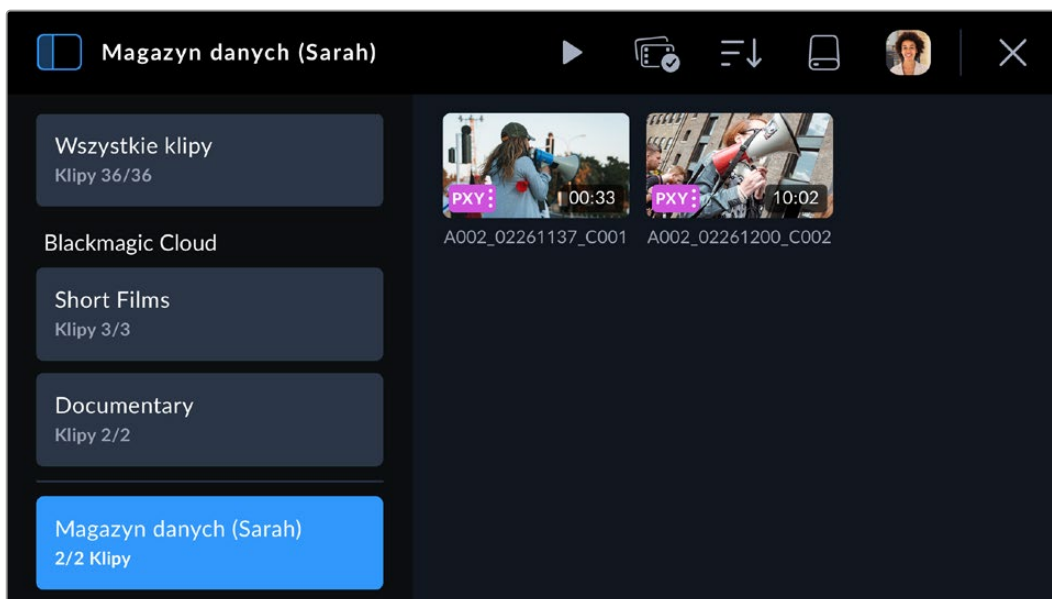 Magazyn danych (Sarah)
Wszystkie klipy
Klipy 36/36
Blackmagic Cloud
Short Films
Klipy 3/3
Documentary
Klipy 2/2
Magazyn danych (Sarah)
2/2 Klipy
PXY
00:33
A002_02261137_C001
PXY
10:02
A002_02261200_C002